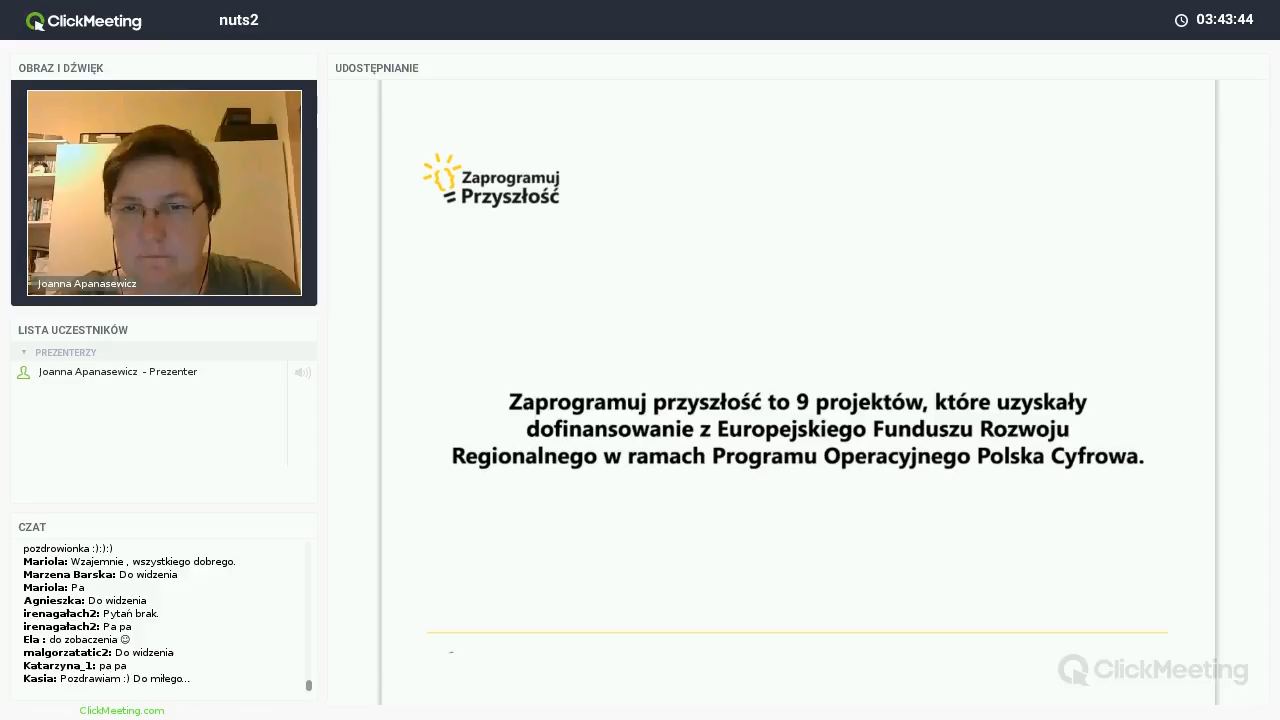 ClickMeeting
nuts2
03:43:44
OBRAZ I DŹWIĘK
Joanna Apanasewicz
LISTA UCZESTNIKÓW
PREZENTERZY
Joanna Apanasewicz - Prezenter
CZAT
pozdrowionka :):):)
Mariola: Wzajemnie , wszystkiego dobrego.
Marzena Barska: Do widzenia
Mariola: Pa
Agnieszka: Do widzenia
irenagałach2: Pytań brak.
irenagałach2: Pa pa
Ela : do zobaczenia ☺
malgorzatatic2: Do widzenia
Katarzyna_1: pa pa
Kasia: Pozdrawiam :) Do miłego...
ClickMeeting.com
UDOSTĘPNIANIE
Zaprogramuj
Przyszłość
Zaprogramuj przyszłość to 9 projektów, które uzyskały
dofinansowanie z Europejskiego Funduszu Rozwoju
Regionalnego w ramach Programu Operacyjnego Polska Cyfrowa.
ClickMeeting